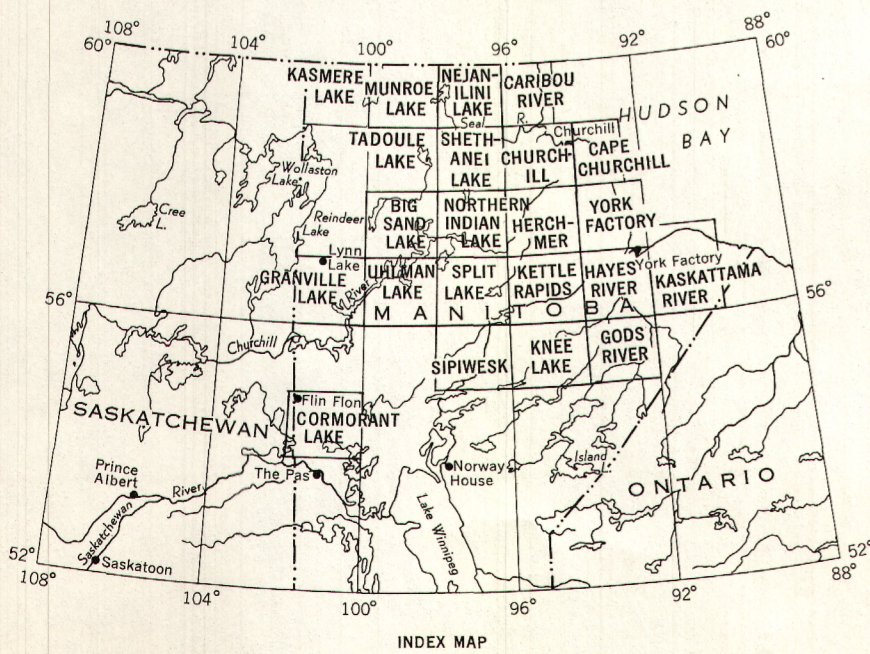 108°
104°
100°
96°
92°
88°
60°
60°
KASMERE
LAKE
MUNROE
LAKE
NEJAN-
ILINI
LAKE
CARIBOU
RIVER
Seal
R.
HUDSON
BAY
TADOULE
LAKE
SHETH-
ANEI
LAKE
CHURCH-
ILL
Churchill
CAPE
CHURCHILL
Wollaston
Lake
Cree
L.
Reindeer
Lake
BIG
SAND
LAKE
NORTHERN
INDIAN
LAKE
HERCH-
MER
YORK
FACTORY
Lynn
Lake
York Factory
GRANVILLE
LAKE
River
UHLMAN
LAKE
SPLIT
LAKE
KETTLE
RAPIDS
HAYES
RIVER
KASKATTAMA
RIVER
56°
56°
MANITOBA
Churchill
SIPIWESK
KNEE
LAKE
GODS
RIVER
SASKATCHEWAN
Flin Flon
CORMORANT
LAKE
Prince
Albert
River
The Pas
Norway
House
Island
L.
ONTARIO
Saskatchewan
Lake Winnipeg
Saskatoon
52°
52°
108°
104°
100°
96°
92°
88°
INDEX MAP